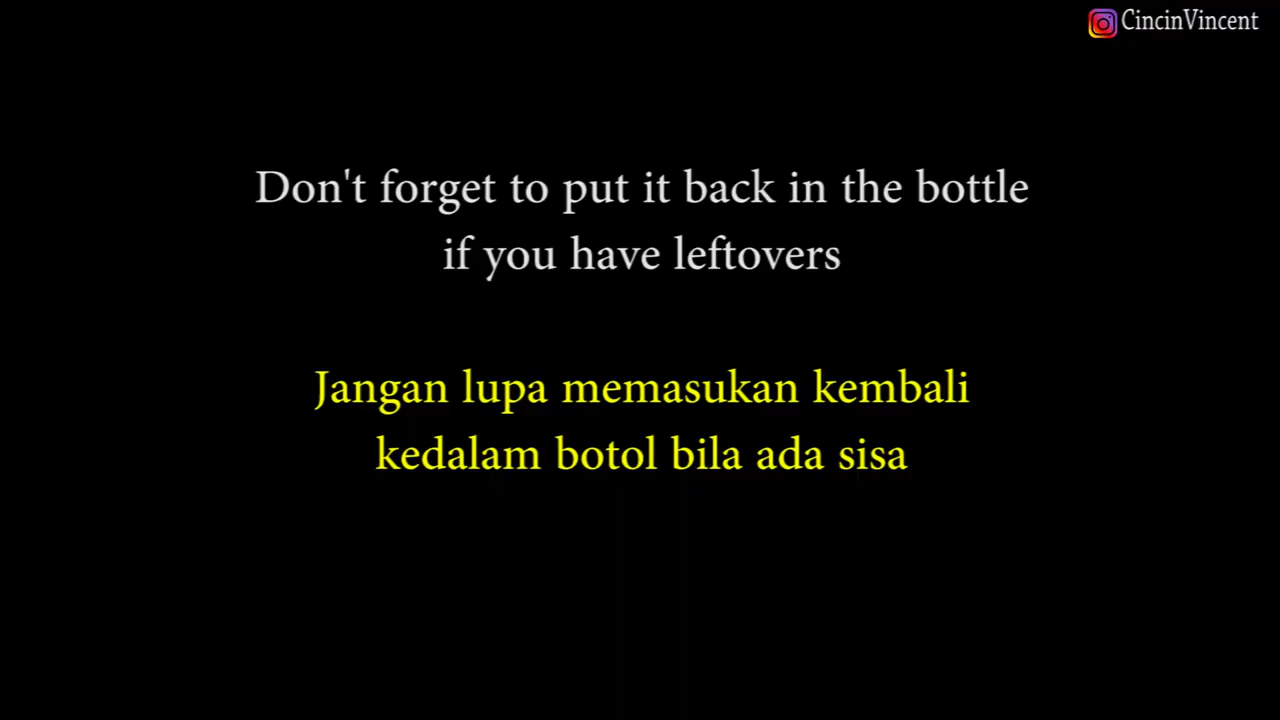 CincinVincent
Don't forget to put it back in the bottle
if you have leftovers
Jangan lupa memasukan kembali
kedalam botol bila ada sisa